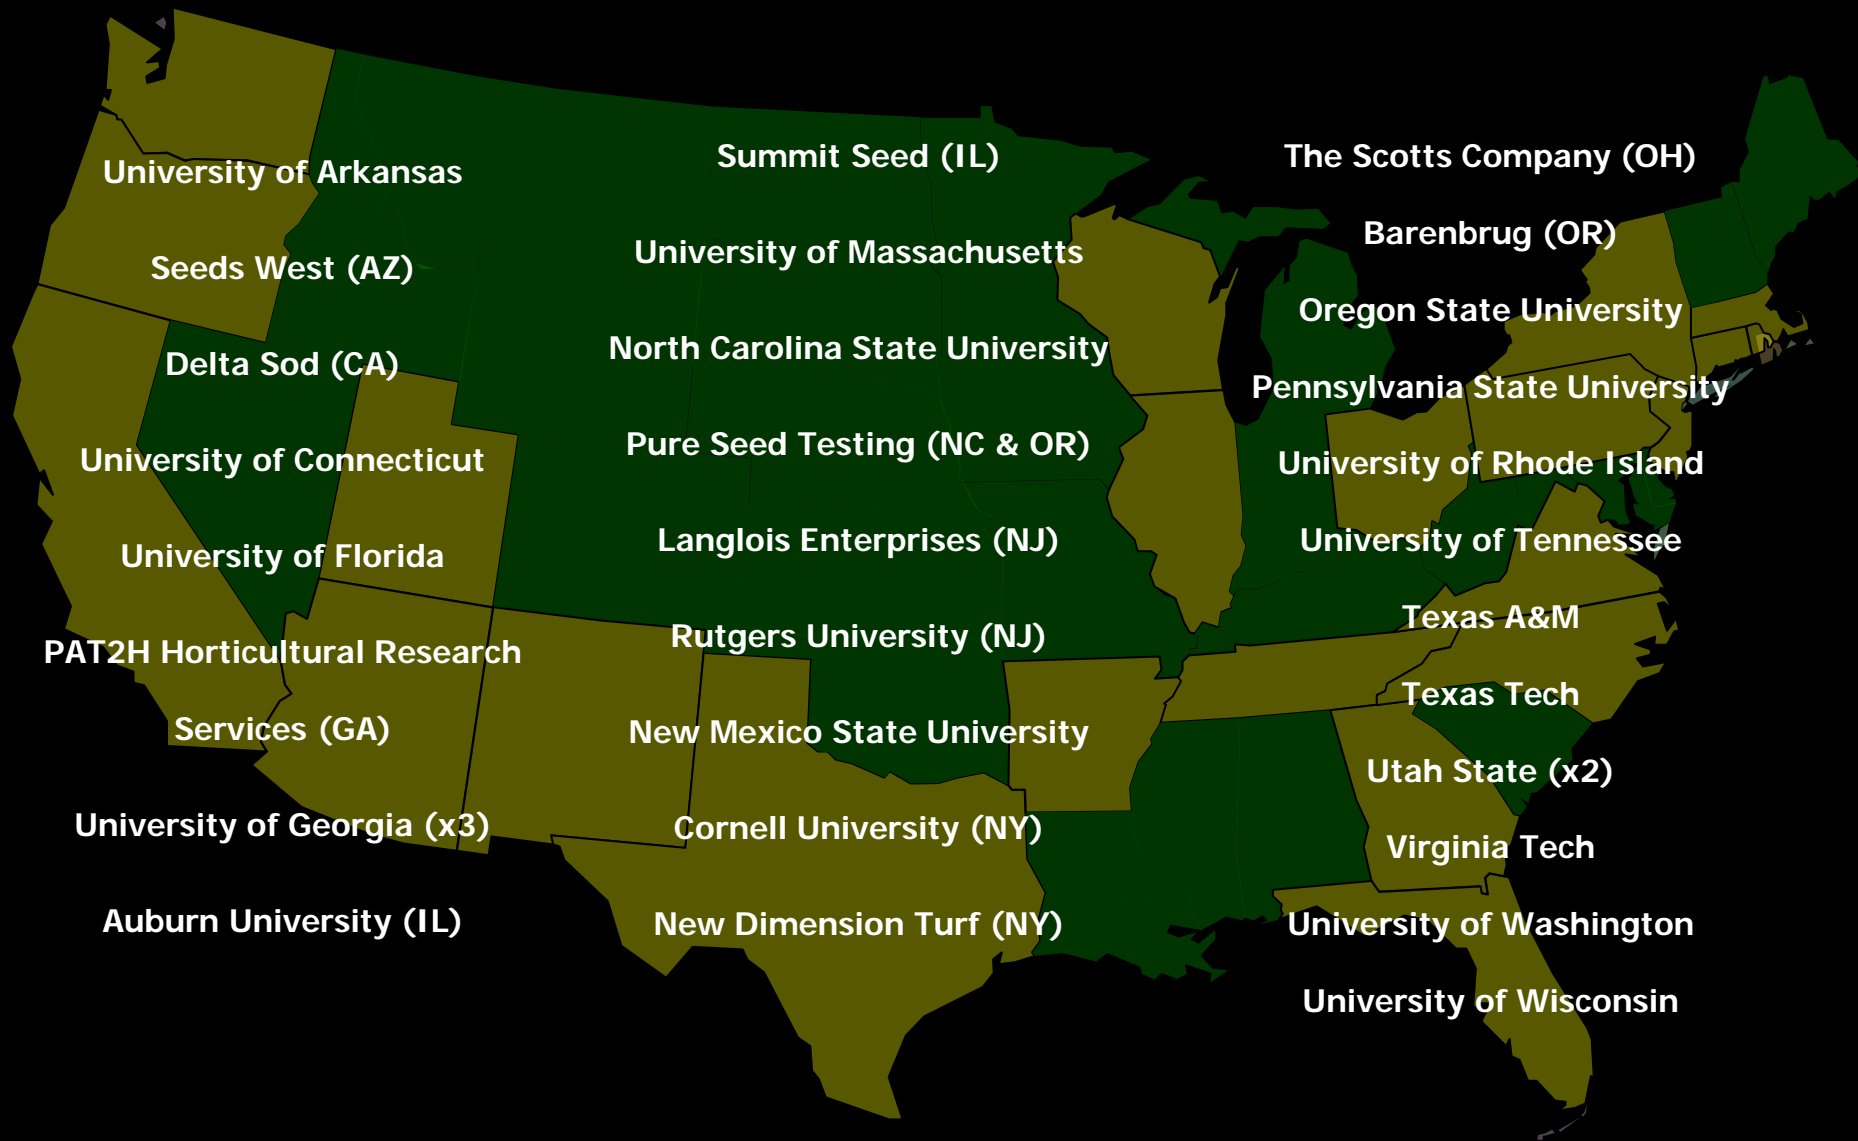 University of Arkansas
Seeds West (AZ)
Delta Sod (CA)
University of Connecticut
University of Florida
PAT2H Horticultural Research
Services (GA)
University of Georgia (x3)
Auburn University (IL)
Summit Seed (IL)
University of Massachusetts
North Carolina State University
Pure Seed Testing (NC & OR)
Langlois Enterprises (NJ)
Rutgers University (NJ)
New Mexico State University
Cornell University (NY)
New Dimension Turf (NY)
The Scotts Company (OH)
Barenbrug (OR)
Oregon State University
Pennsylvania State University
University of Rhode Island
University of Tennessee
Texas A&M
Texas Tech
Utah State (x2)
Virginia Tech
University of Washington
University of Wisconsin